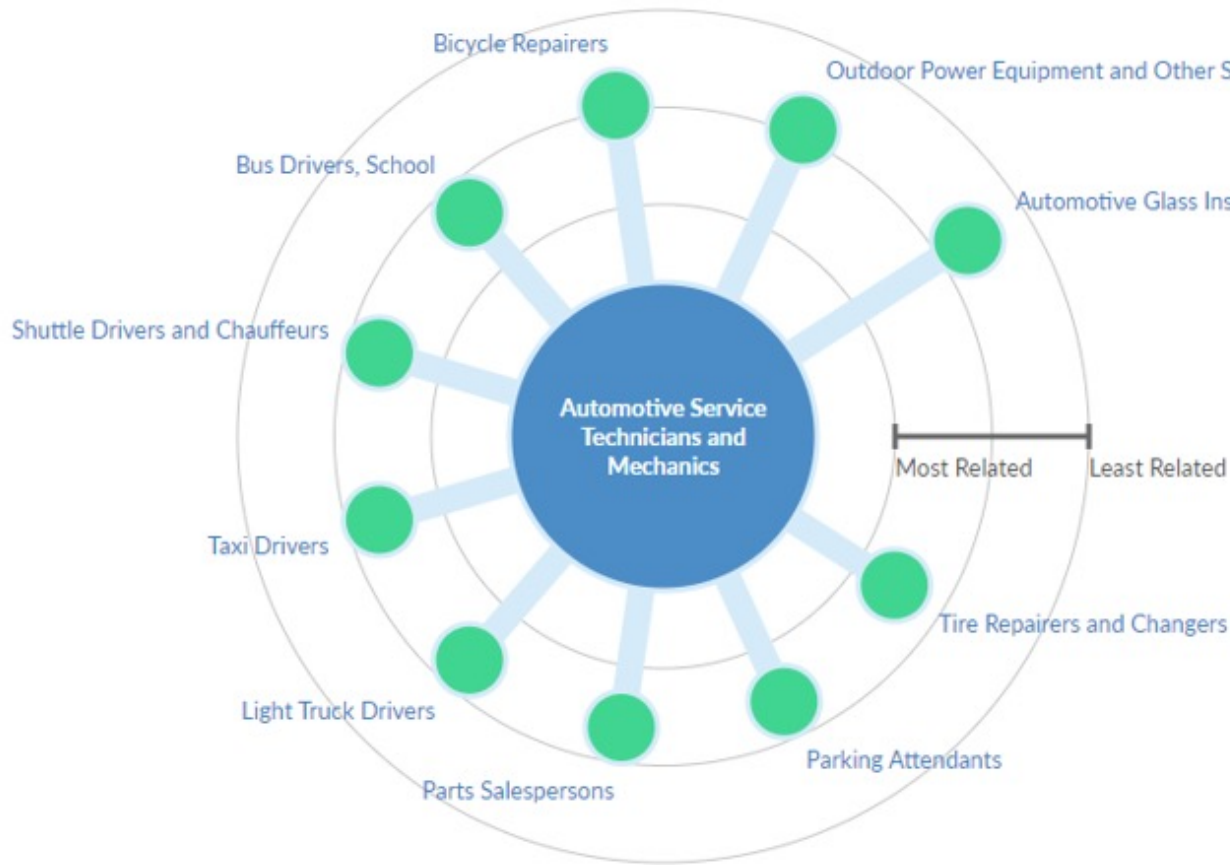 Bicycle Repairers
Outdoor Power Equipment and Other S
Bus Drivers, School
Automotive Glass Ins
Shuttle Drivers and Chauffeurs
Automotive Service
Technicians and
Mechanics
Most Related
Least Related
Taxi Drivers
Tire Repairers and Changers
Light Truck Drivers
Parking Attendants
Parts Salespersons